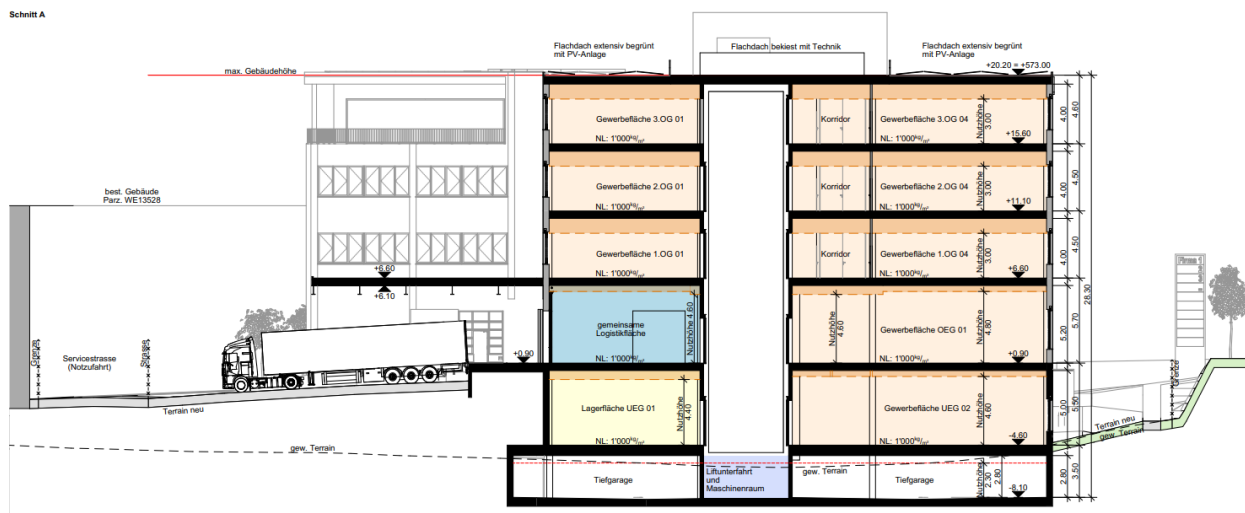 Schnitt A
Flachdach extensiv begrünt
mit PV-Anlage
Flachdach bekiest mit Technik
Flachdach extensiv begrünt
mit PV-Anlage
max. Gebäudehöhe
+20.20 = +573.00
Gewerbefläche 3.OG 01
NL: 1'000kg/m²
Korridor
Gewerbefläche 3.OG 04
NL: 1'000kg/m²
Nutzhöhe
3.00
+15.60
4.00
4.60
best. Gebäude
Parz. WE13528
Gewerbefläche 2.OG 01
NL: 1'000kg/m²
Korridor
Gewerbefläche 2.OG 04
NL: 1'000kg/m²
Nutzhöhe
3.00
+11.10
4.00
4.50
Gewerbefläche 1.OG 01
NL: 1'000kg/m²
Korridor
Gewerbefläche 1.OG 04
NL: 1'000kg/m²
Nutzhöhe
3.00
+6.60
4.00
4.50
28.30
+6.60
+6.10
Firma 1
gemeinsame
Logistikfläche
NL: 1'000kg/m²
Nutzhöhe 4.60
Nutzhöhe
4.60
Gewerbefläche OEG 01
NL: 1'000kg/m²
Nutzhöhe
4.80
+0.90
5.20
5.70
Grenze
Servicestrasse
(Notzufahrt)
Strasse
+0.90
Grenze
Terrain neu
Lagerfläche UEG 01
NL: 1'000kg/m²
Nutzhöhe
4.40
Gewerbefläche UEG 02
NL: 1'000kg/m²
Nutzhöhe
4.60
-4.60
5.00
5.50
Terrain neu
gew. Terrain
gew. Terrain
Tiefgarage
Liftunterfahrt
und
Maschinenraum
gew. Terrain
Tiefgarage
Nutzhöhe
2.30
2.80
-8.10
2.80
3.50